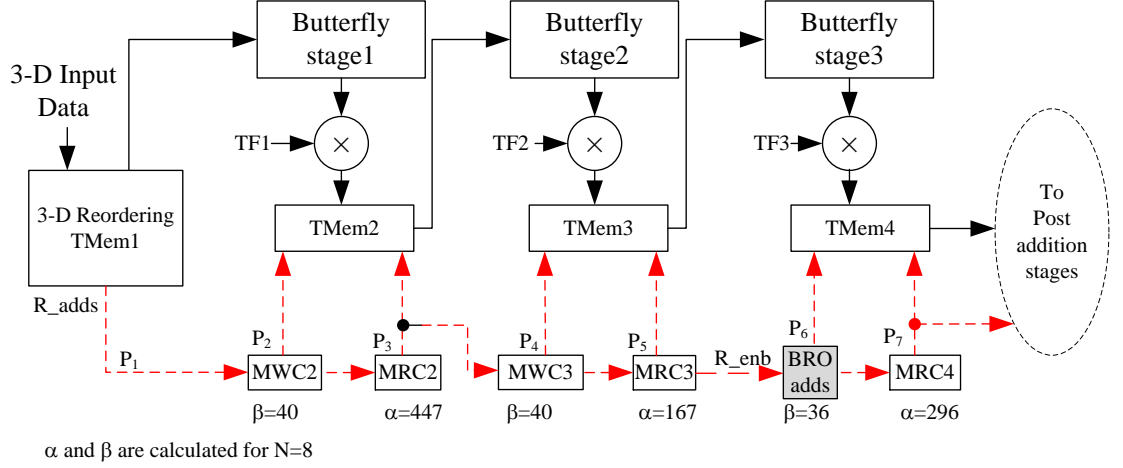 Butterfly
stage1
Butterfly
stage2
Butterfly
stage3
3-D Input
Data
TF1
×
TF2
×
TF3
×
3-D Reordering
TMem1
TMem2
TMem3
TMem4
To
Post
addition
stages
R_adds
P1
P2
P3
P4
P5
P6
P7
R_enb
MWC2
MRC2
MWC3
MRC3
BRO
adds
MRC4
β=40
α=447
β=40
α=167
β=36
α=296
α and β are calculated for N=8